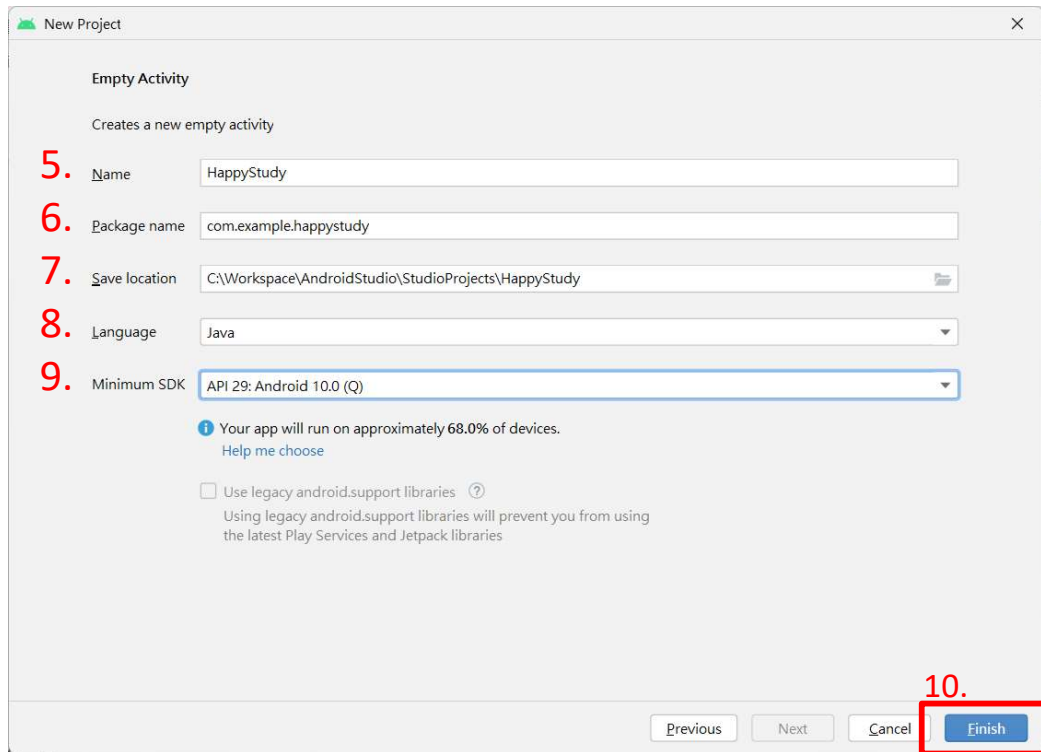 New Project
Empty Activity
Creates a new empty activity
5. Name HappyStudy
6. Package name com.example.happystudy
7. Save location C:\Workspace\AndroidStudio\StudioProjects\HappyStudy
8. Language Java
9. Minimum SDK API 29: Android 10.0 (Q)
Your app will run on approximately 68.0% of devices.
Help me choose
Use legacy android.support libraries ?
Using legacy android.support libraries will prevent you from using
the latest Play Services and Jetpack libraries
10.
Previous Next Cancel Finish